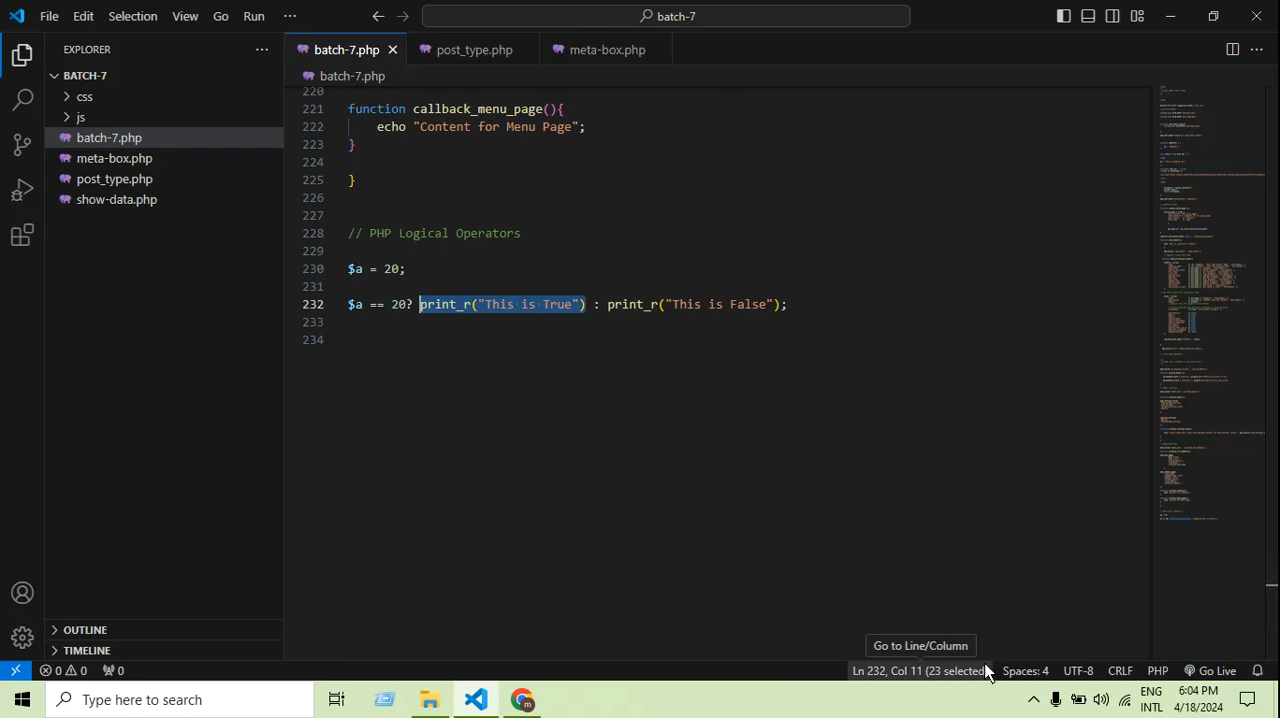 File Edit Selection View Go Run ··· batch-7
EXPLORER ···
batch-7.php post_type.php meta-box.php
BATCH-7
batch-7.php
css
js
batch-7.php
meta-box.php
post_type.php
show-data.php
220
221 function callback_menu_page(){
222 echo "Content for Menu Page";
223 }
224
225 }
226
227
228 // PHP Logical Operators
229
230 $a = 20;
231
232 $a == 20? print_r("This is True") : print_r("This is False");
233
234
OUTLINE
TIMELINE
Go to Line/Column
0 0 0 Ln 232, Col 11 (23 selected) Spaces: 4 UTF-8 CRLF PHP Go Live
Type here to search
ENG
INTL
6:04 PM
4/18/2024